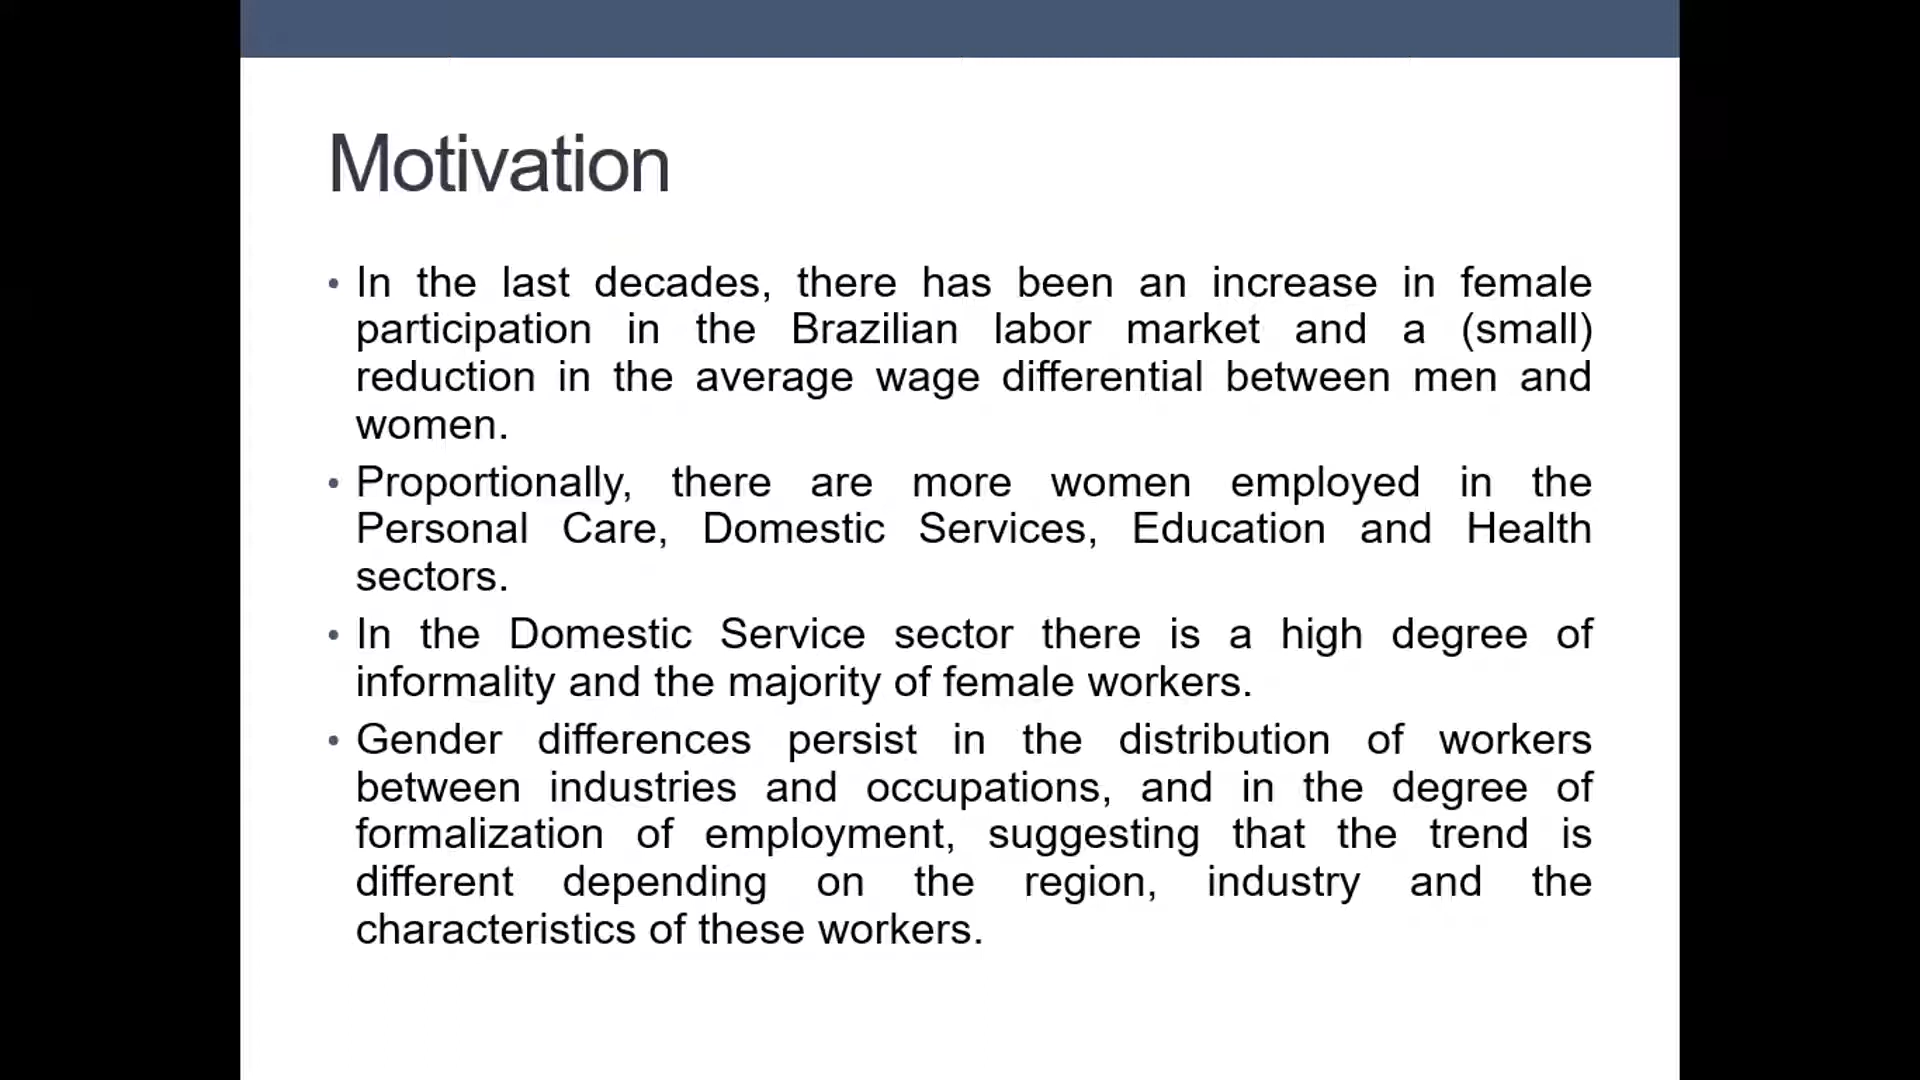 Motivation
• In the last decades, there has been an increase in female
participation in the Brazilian labor market and a (small)
reduction in the average wage differential between men and
women.
• Proportionally, there are more women employed in the
Personal Care, Domestic Services, Education and Health
sectors.
• In the Domestic Service sector there is a high degree of
informality and the majority of female workers.
• Gender differences persist in the distribution of workers
between industries and occupations, and in the degree of
formalization of employment, suggesting that the trend is
different depending on the region, industry and the
characteristics of these workers.